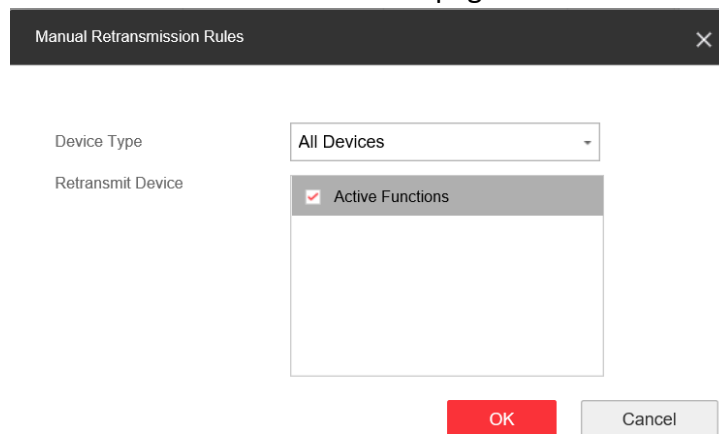 Manual Retransmission Rules
Device Type
All Devices
Retransmit Device
Active Functions
OK
Cancel